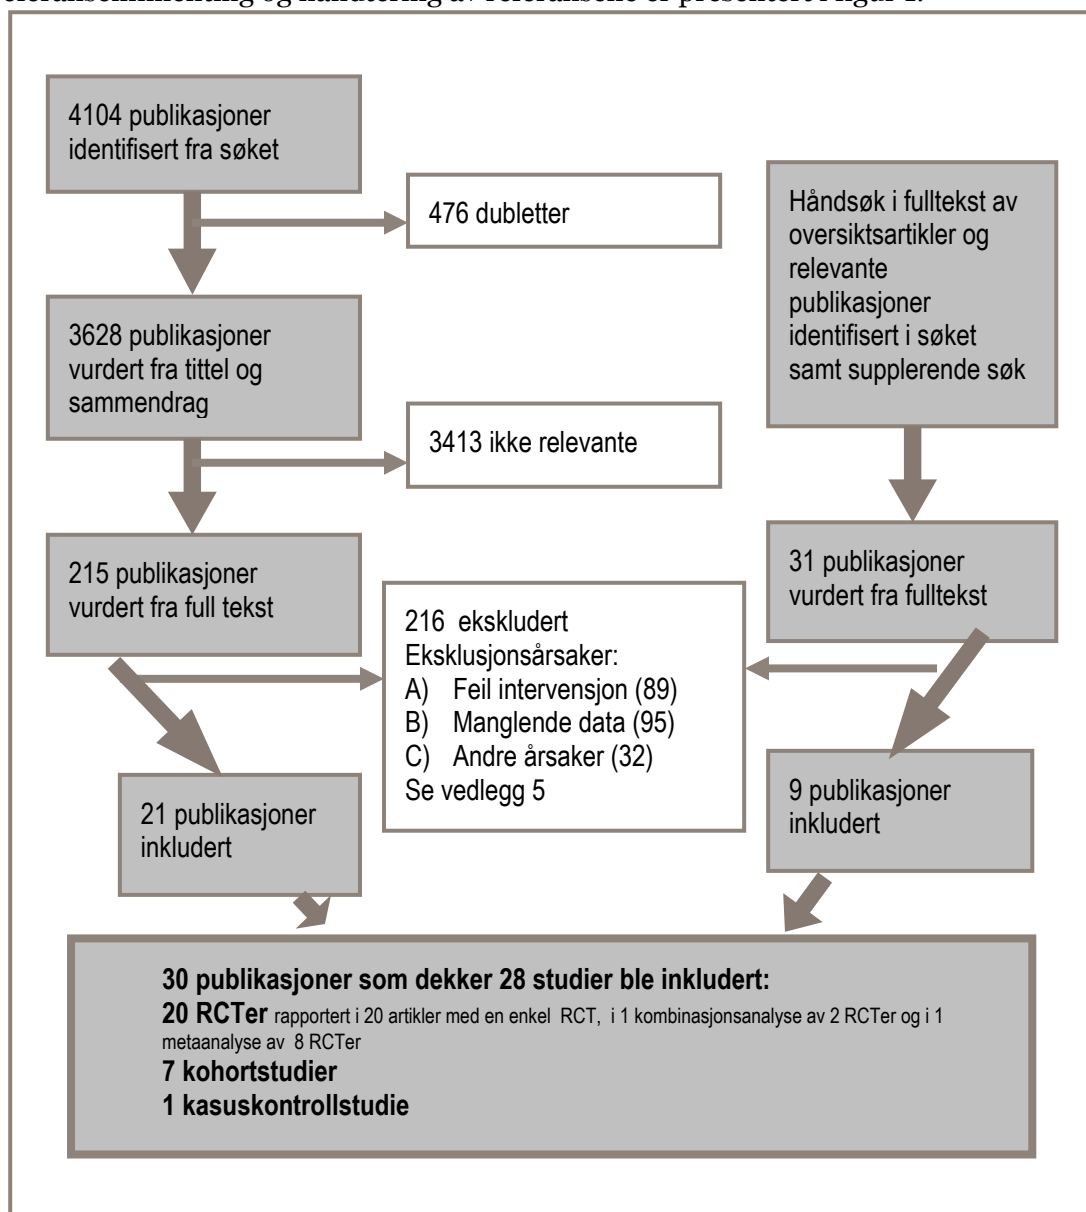 4104 publikasjoner
identifisert fra søket
476 dubletter
3628 publikasjoner
vurdert fra tittel og
sammendrag
3413 ikke relevante
215 publikasjoner
vurdert fra full tekst
Håndsøk i fulltekst av
oversiktsartikler og
relevante
publikasjoner
identifisert i søket
samt supplerende søk
31 publikasjoner
vurdert fra fulltekst
216 ekskludert
Eksklusjonsårsaker:
A) Feil intervensjon (89)
B) Manglende data (95)
C) Andre årsaker (32)
Se vedlegg 5
21 publikasjoner
inkludert
9 publikasjoner
inkludert
30 publikasjoner som dekker 28 studier ble inkludert:
20 RCTer rapportert i 20 artikler med en enkel RCT, i 1 kombinasjonsanalyse av 2 RCTer og i 1
metaanalyse av 8 RCTer
7 kohortstudier
1 kasuskontrollstudie